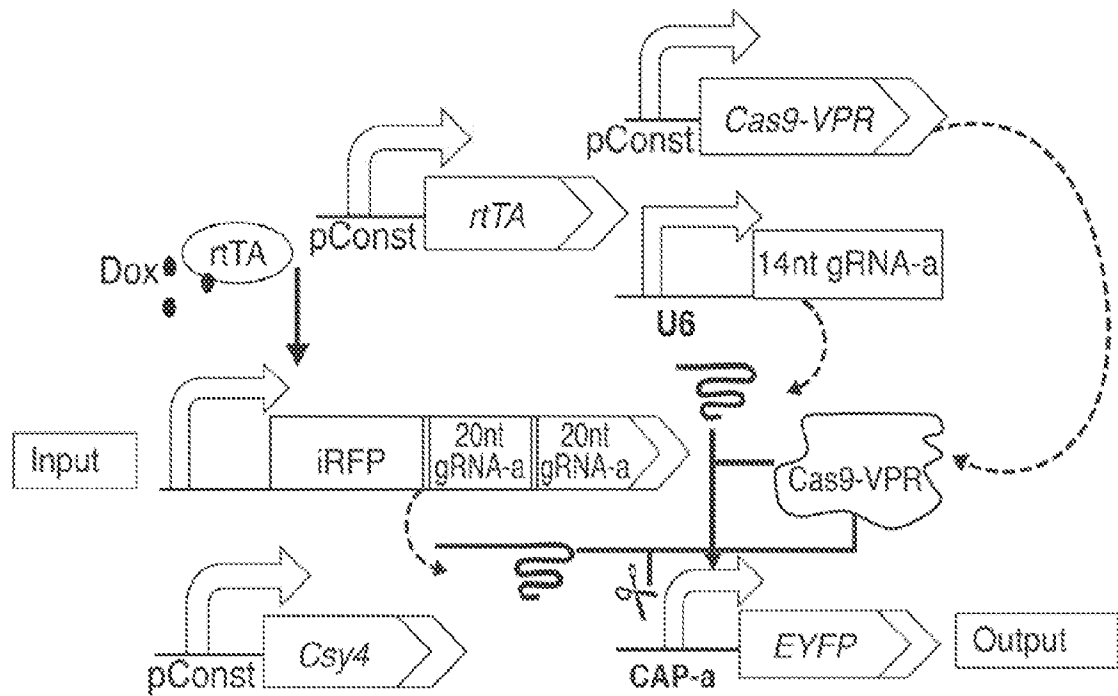 pConst
Cas9-VPR
pConst
rtTA
Dox
rtTA
14nt gRNA-a
U6
Input
iRFP
20nt
gRNA-a
20nt
gRNA-a
Cas9-VPR
pConst
Csy4
CAP-a
EYFP
Output